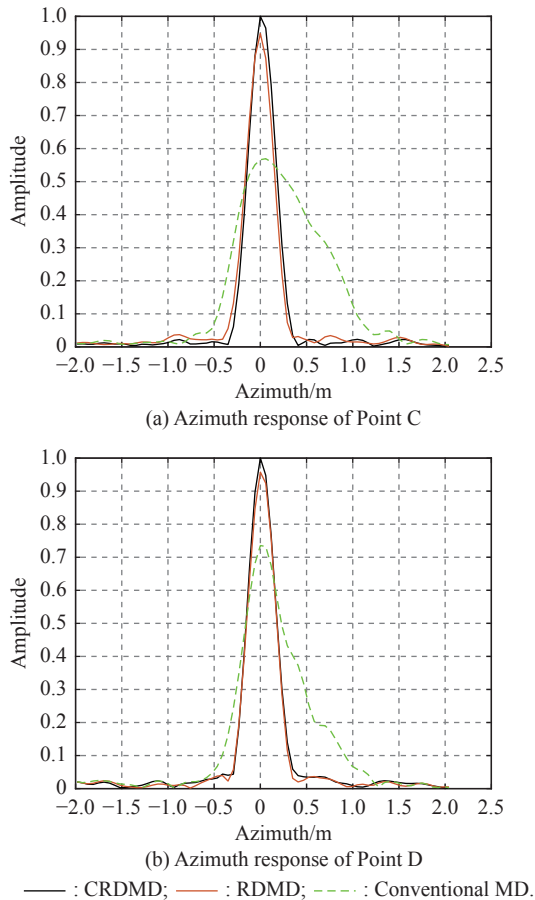 1.0
0.9
0.8
0.7
0.6
0.5
0.4
0.3
0.2
0.1
0
Amplitude
−2.0 −1.5 −1.0 −0.5 0 0.5 1.0 1.5 2.0 2.5
Azimuth/m
(a) Azimuth response of Point C
1.0
0.9
0.8
0.7
0.6
0.5
0.4
0.3
0.2
0.1
0
Amplitude
−2.0 −1.5 −1.0 −0.5 0 0.5 1.0 1.5 2.0 2.5
Azimuth/m
(b) Azimuth response of Point D
: CRDMD; : RDMD; : Conventional MD.